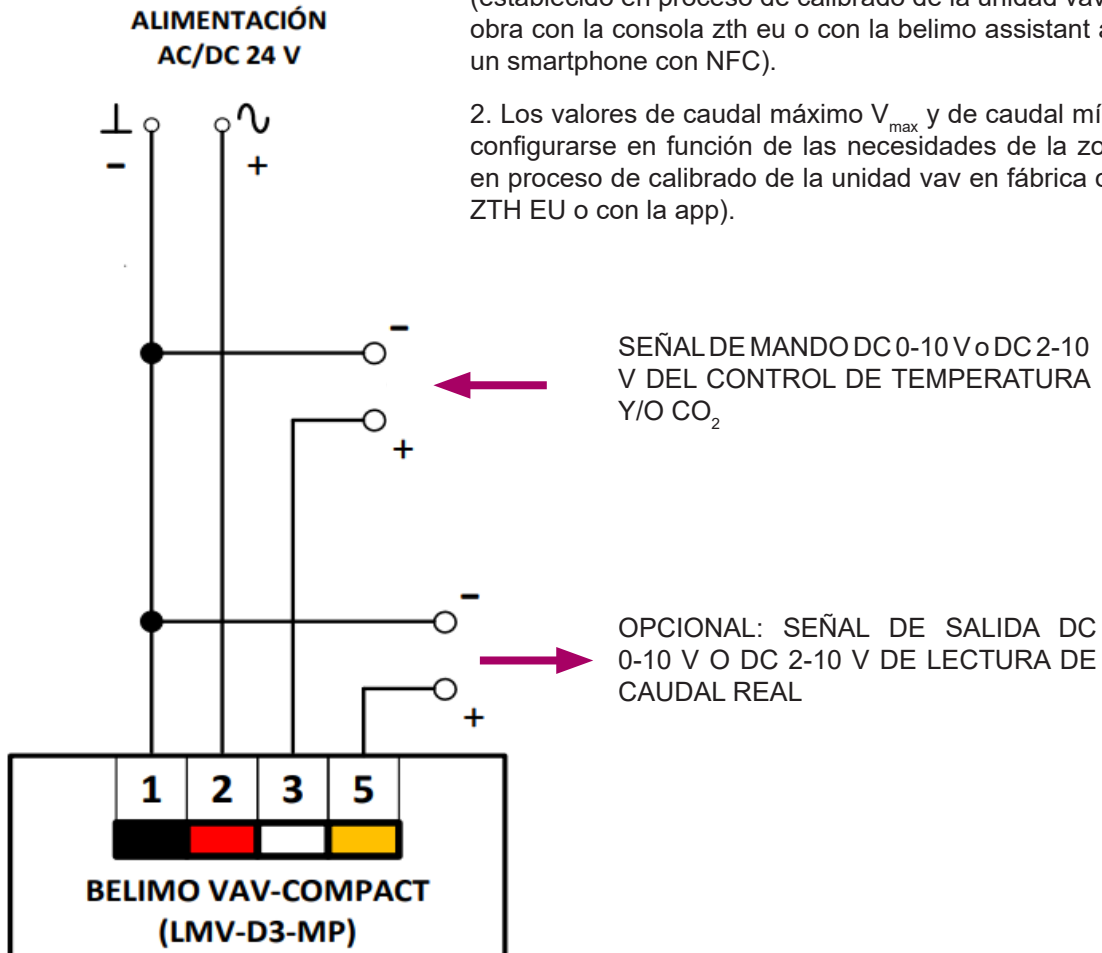 ALIMENTACIÓN
AC/DC 24 V
(establecido en proceso de calibrado de la unidad vav
obra con la consola zth eu o con la belimo assistant
un smartphone con NFC).
2. Los valores de caudal máximo Vmax y de caudal
configurarse en función de las necesidades de la
en proceso de calibrado de la unidad vav en fábrica
ZTH EU o con la app).
⊥ ∿
- +
-
SEÑAL DE MANDO DC 0-10 V o DC 2-10
V DEL CONTROL DE TEMPERATURA
Y/O CO₂
+
-
OPCIONAL: SEÑAL DE SALIDA DC
0-10 V O DC 2-10 V DE LECTURA DE
CAUDAL REAL
+
1 2 3 5
BELIMO VAV-COMPACT
(LMV-D3-MP)